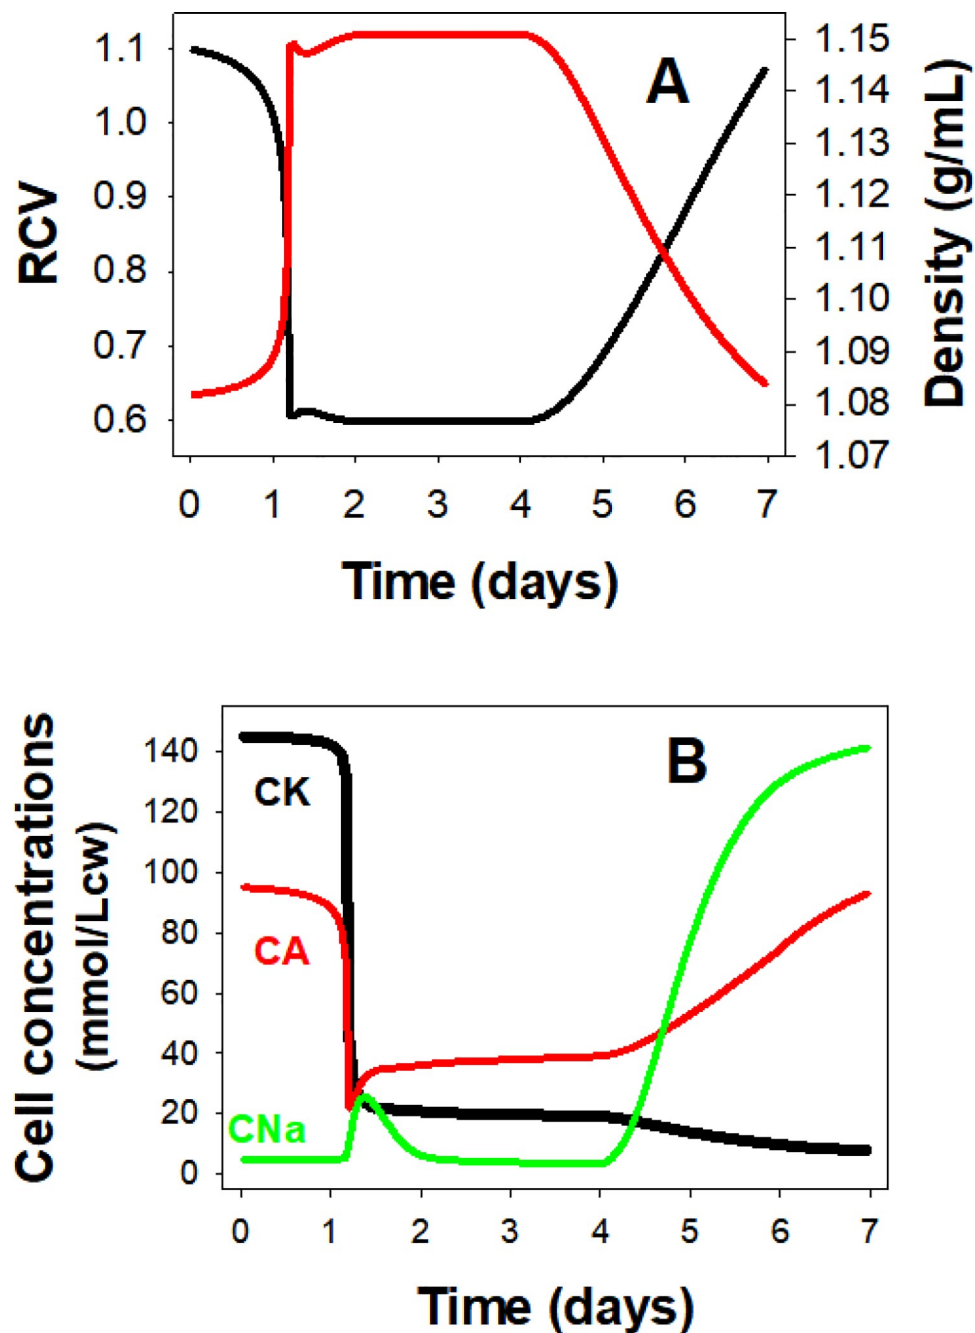 A
RCV
1.1
1.0
0.9
0.8
0.7
0.6
Density (g/mL)
1.15
1.14
1.13
1.12
1.11
1.10
1.09
1.08
1.07
0 1 2 3 4 5 6 7
Time (days)
B
Cell concentrations
(mmol/Lcw)
140
120
100
80
60
40
20
0
CK
CA
CNa
0 1 2 3 4 5 6 7
Time (days)